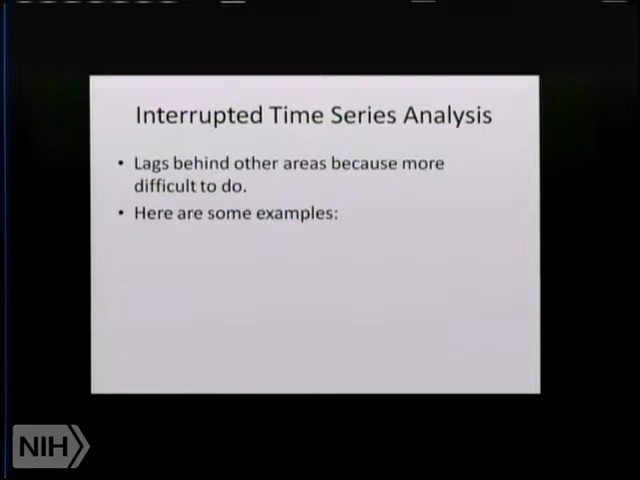 Interrupted Time Series Analysis
• Lags behind other areas because more
difficult to do.
• Here are some examples:
NIH